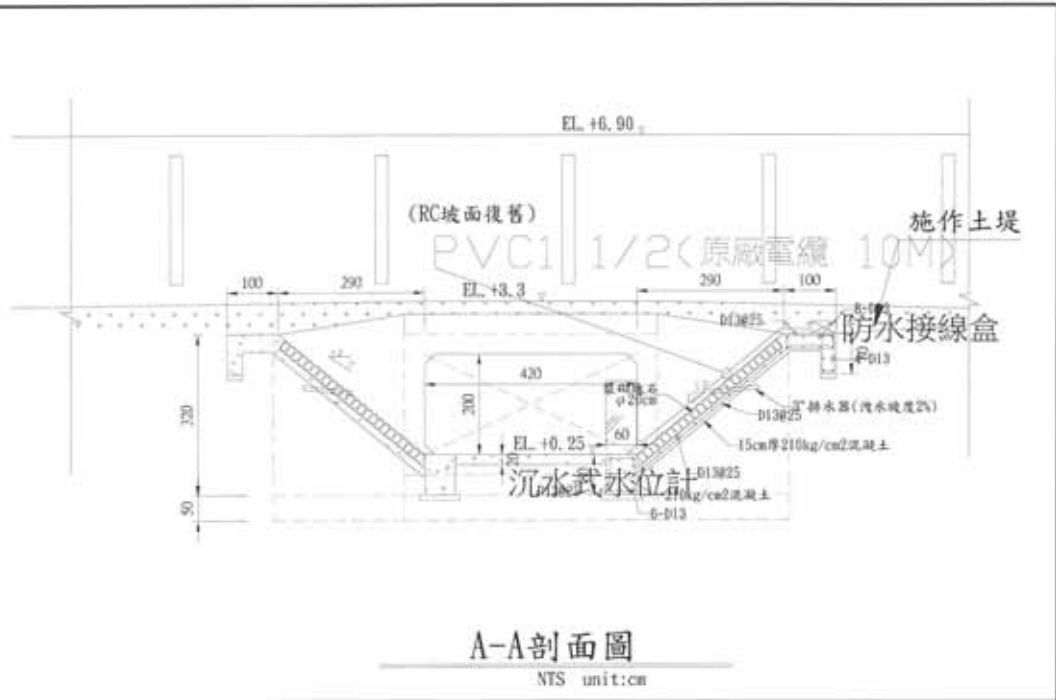 EL.+6.90
(RC坡面復舊)
施作土堤
PVC1 1/2(原廠電纜 10M)
100
290
EL.+3.3
290
100
D13@25
防水接線盒
4-D13
420
200
320
φ25cm
3"排水器(洩水坡度2%)
D13@25
60
15cm厚210kg/cm2混凝土
EL.+0.25
20
D13@25
沉水式水位計
210kg/cm2混凝土
6-D13
50
A-A剖面圖
NTS unit:cm